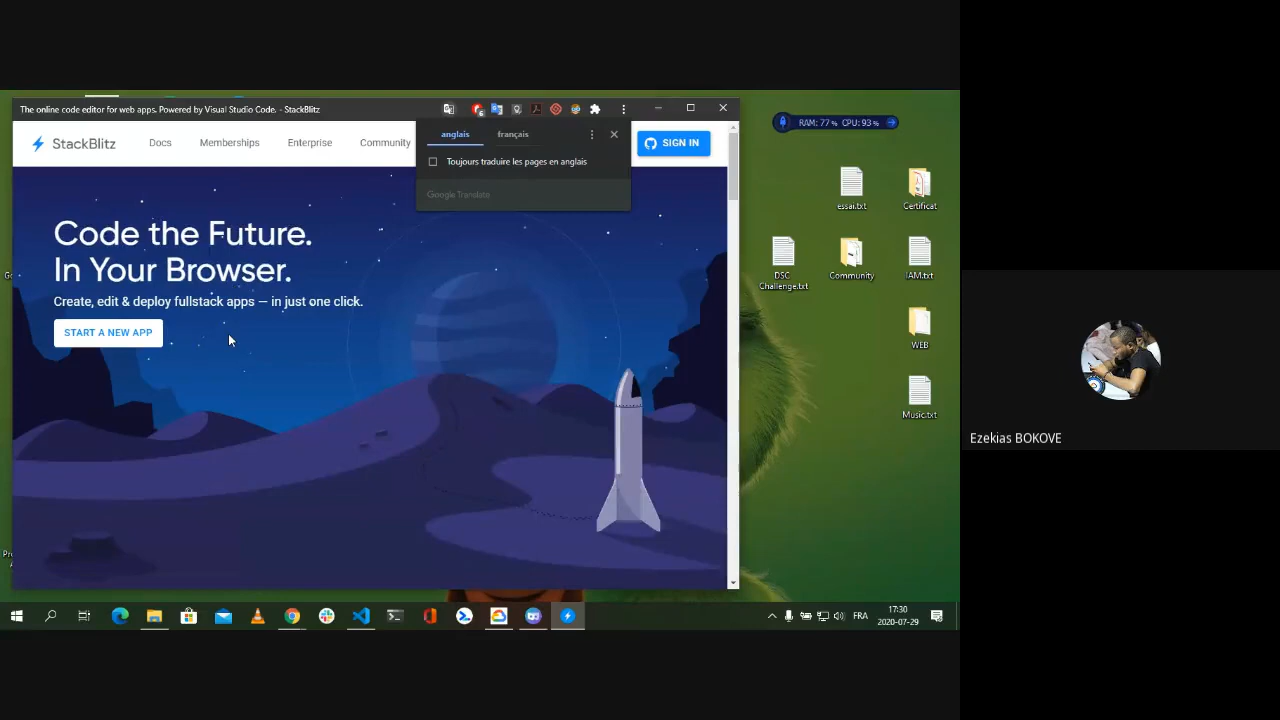 The online code editor for web apps. Powered by Visual Studio Code. - StackBlitz
StackBlitz
Docs
Memberships
Enterprise
Community
anglais
français
Toujours traduire les pages en anglais
Google Translate
SIGN IN
Code the Future.
In Your Browser.
Create, edit & deploy fullstack apps — in just one click.
START A NEW APP
RAM: 77% CPU: 93%
essai.txt
Certificat
DSC
Challenge.txt
Community
IAM.txt
WEB
Music.txt
Ezekias BOKOVE
FRA
17:30
2020-07-29